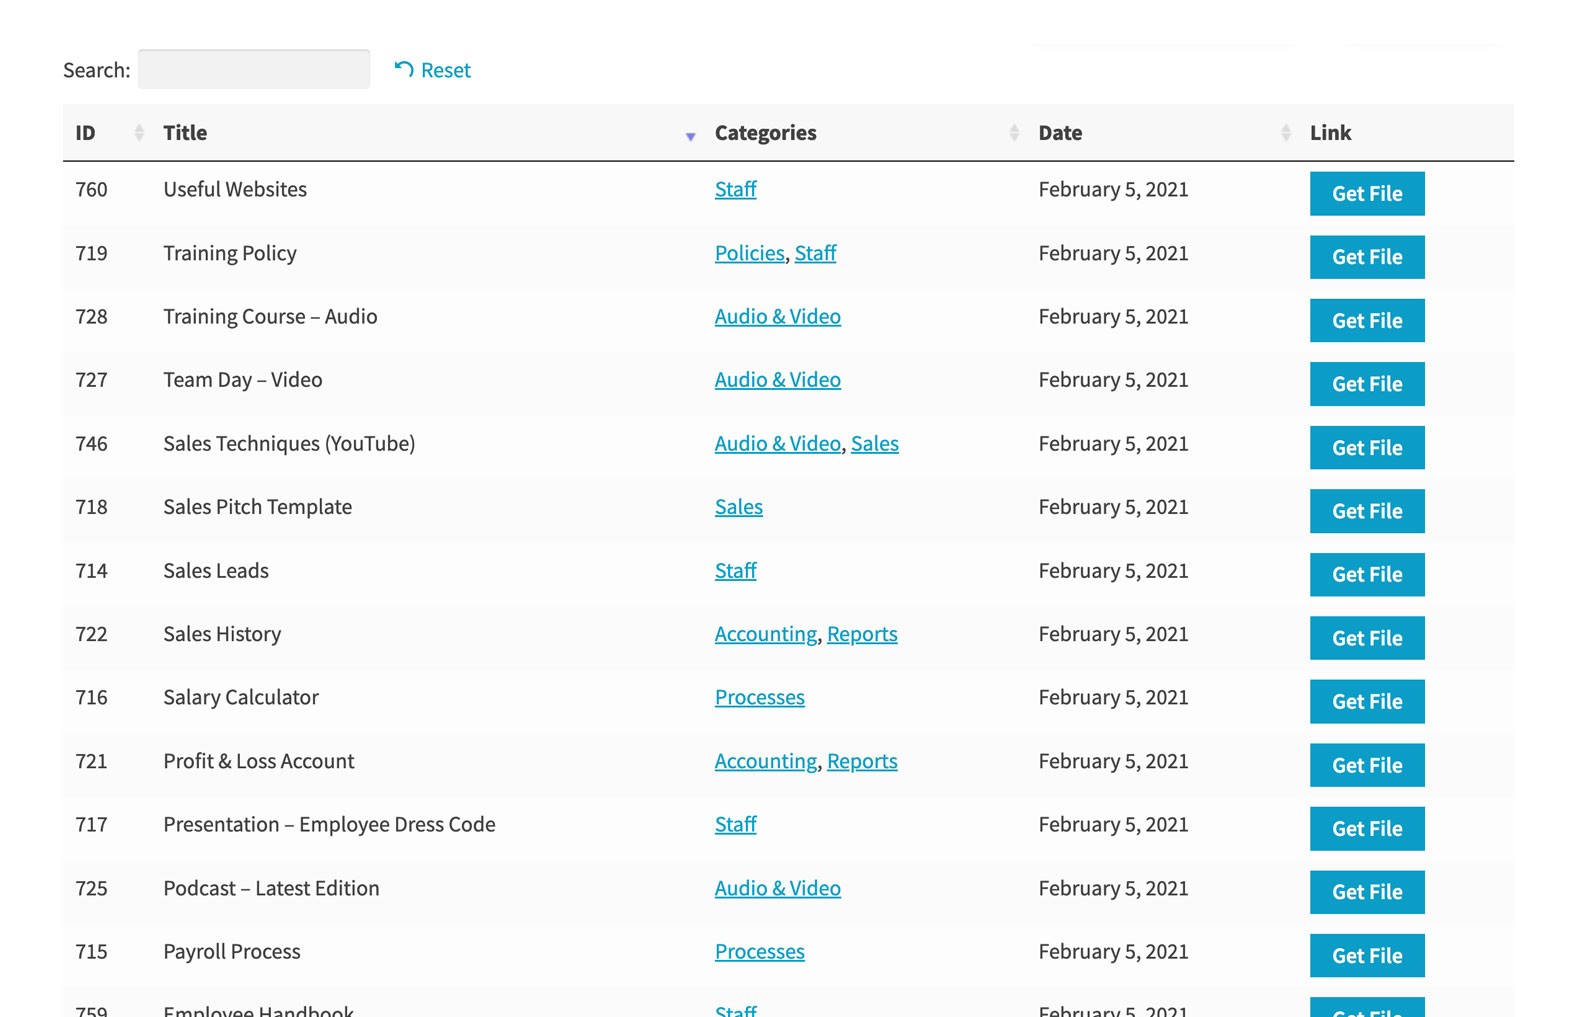 Search: Reset
ID Title Categories Date Link
760 Useful Websites Staff February 5, 2021 Get File
719 Training Policy Policies, Staff February 5, 2021 Get File
728 Training Course – Audio Audio & Video February 5, 2021 Get File
727 Team Day – Video Audio & Video February 5, 2021 Get File
746 Sales Techniques (YouTube) Audio & Video, Sales February 5, 2021 Get File
718 Sales Pitch Template Sales February 5, 2021 Get File
714 Sales Leads Staff February 5, 2021 Get File
722 Sales History Accounting, Reports February 5, 2021 Get File
716 Salary Calculator Processes February 5, 2021 Get File
721 Profit & Loss Account Accounting, Reports February 5, 2021 Get File
717 Presentation – Employee Dress Code Staff February 5, 2021 Get File
725 Podcast – Latest Edition Audio & Video February 5, 2021 Get File
715 Payroll Process Processes February 5, 2021 Get File
759 Employee Handbook Staff February 5, 2021 Get File